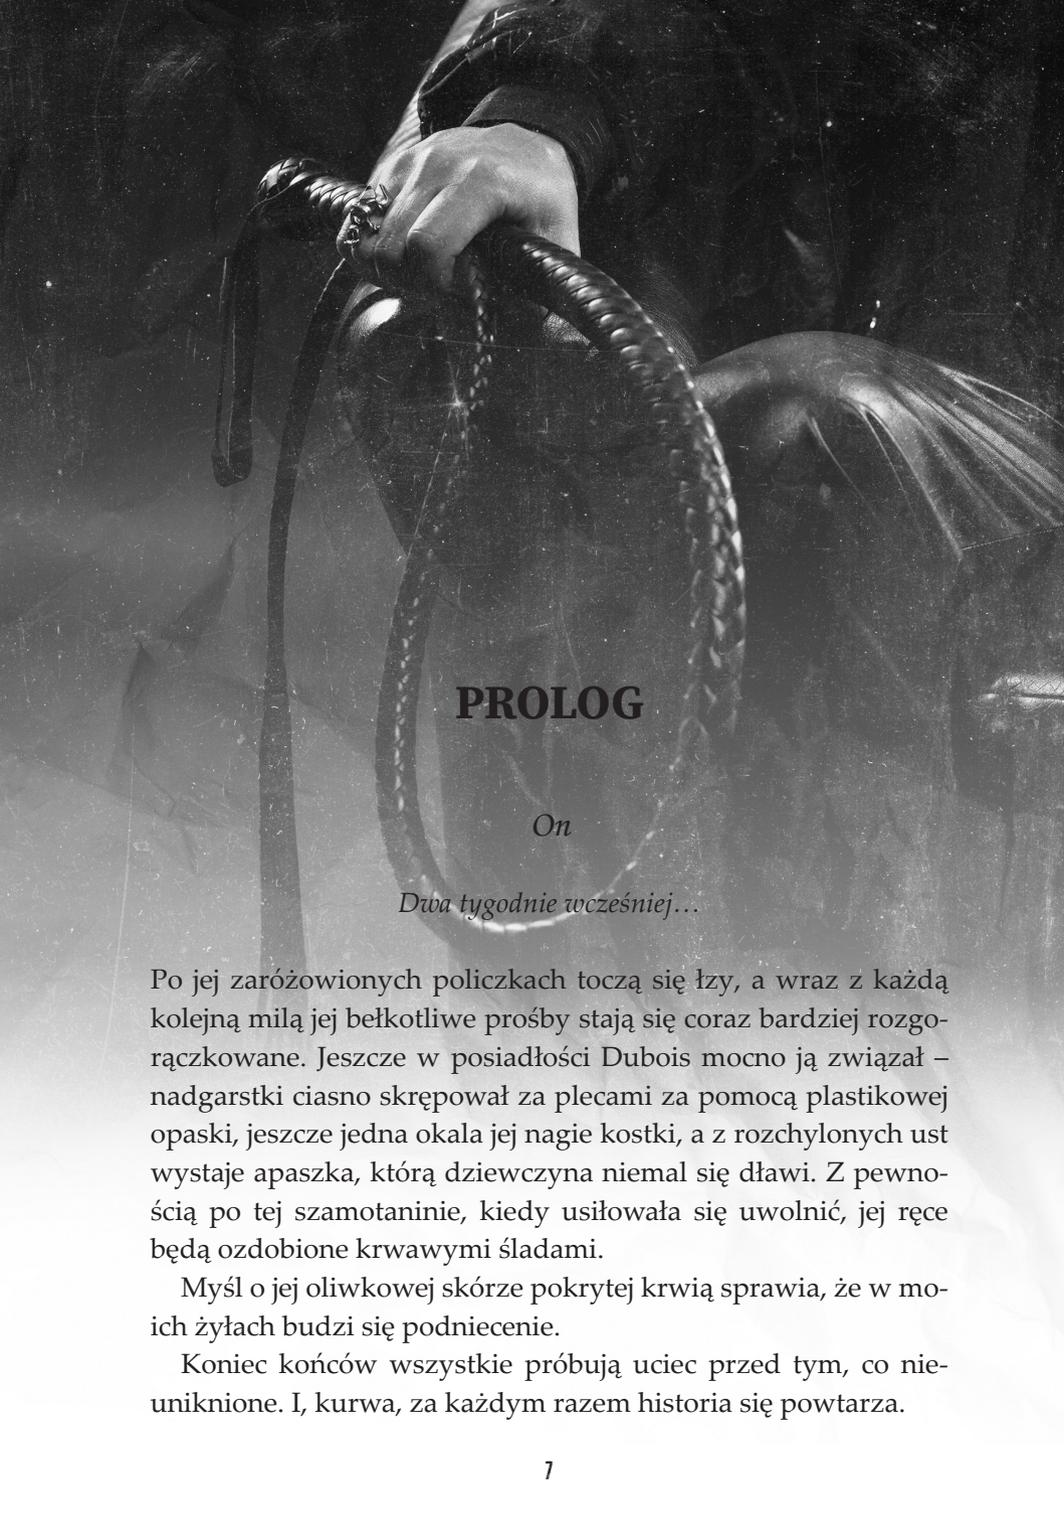 PROLOG
On
Dwa tygodnie wcześniej…
Po jej zaróżowionych policzkach toczą się łzy, a wraz z każdą
kolejną milą jej bełkotliwe prośby stają się coraz bardziej rozgo-
rączkowane. Jeszcze w posiadłości Dubois mocno ją związał –
nadgarstki ciasno skrępował za plecami za pomocą plastikowej
opaski, jeszcze jedna okala jej nagie kostki, a z rozchylonych ust
wystaje apaszka, którą dziewczyna niemal się dławi. Z pewno-
ścią po tej szamotaninie, kiedy usiłowała się uwolnić, jej ręce
będą ozdobione krwawymi śladami.
Myśl o jej oliwkowej skórze pokrytej krwią sprawia, że w mo-
ich żyłach budzi się podniecenie.
Koniec końców wszystkie próbują uciec przed tym, co nie-
uniknione. I, kurwa, za każdym razem historia się powtarza.
7